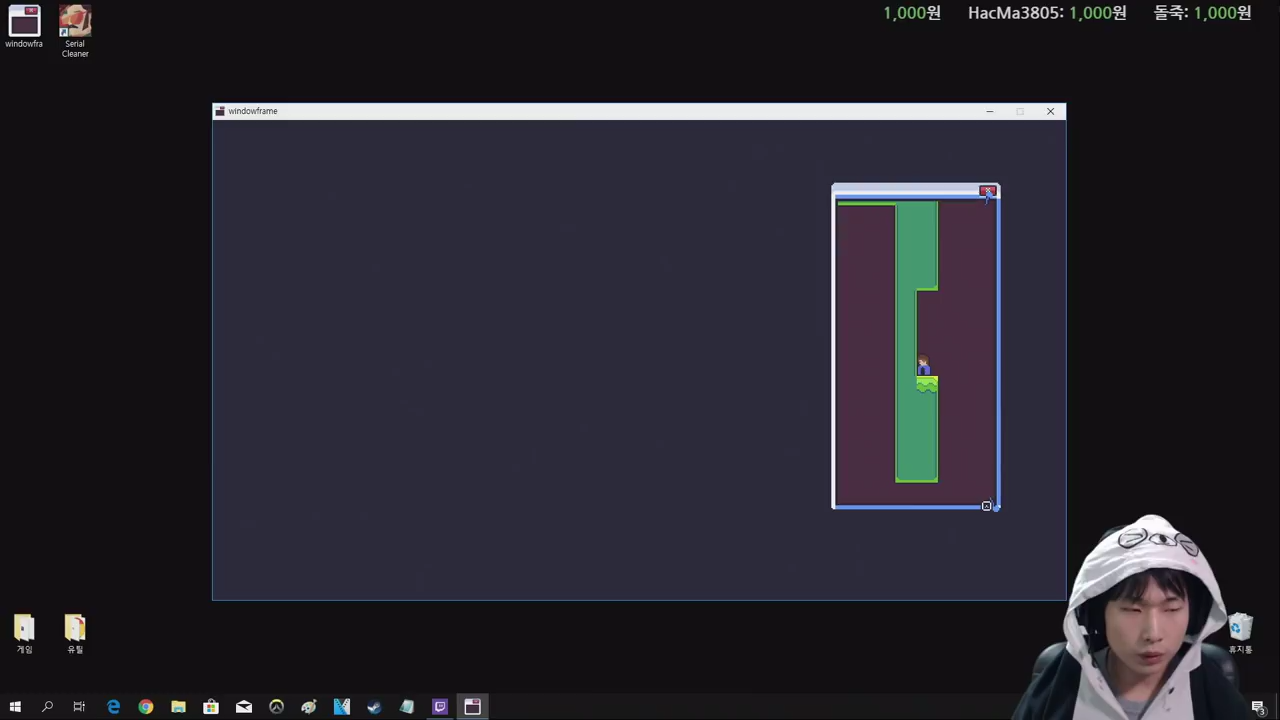 1,000원 HacMa3805: 1,000원 돌죽: 1,000원
windowfra
Serial
Cleaner
windowframe
게임
유틸
휴지통
3